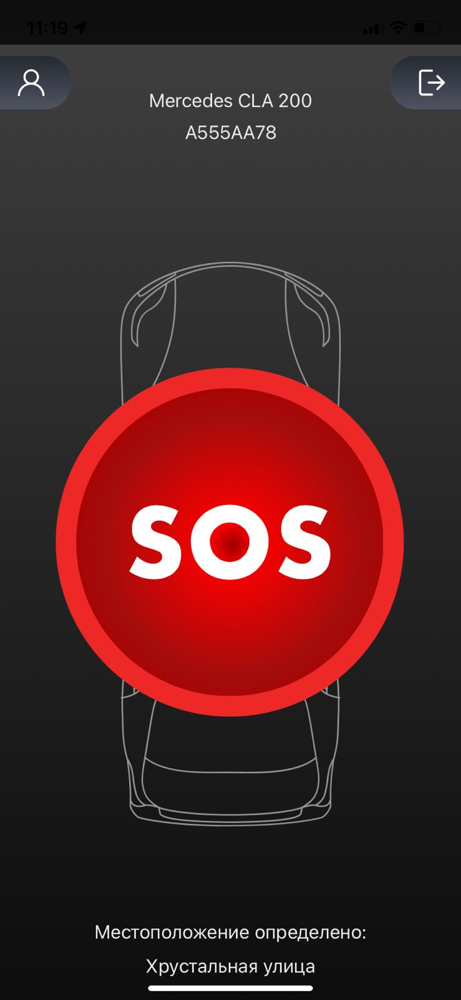 11:19
Mercedes CLA 200
A555AA78
SOS
Местоположение определено:
Хрустальная улица